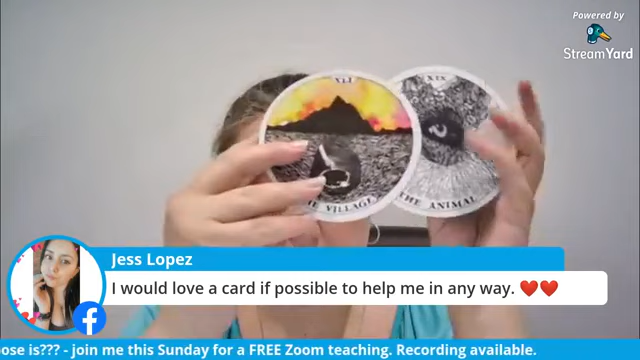 Powered by
StreamYard
XIX
THE VILLAGE
THE ANIMAL
Jess Lopez
I would love a card if possible to help me in any way. ❤️❤️
ose is??? - join me this Sunday for a FREE Zoom teaching. Recording available.